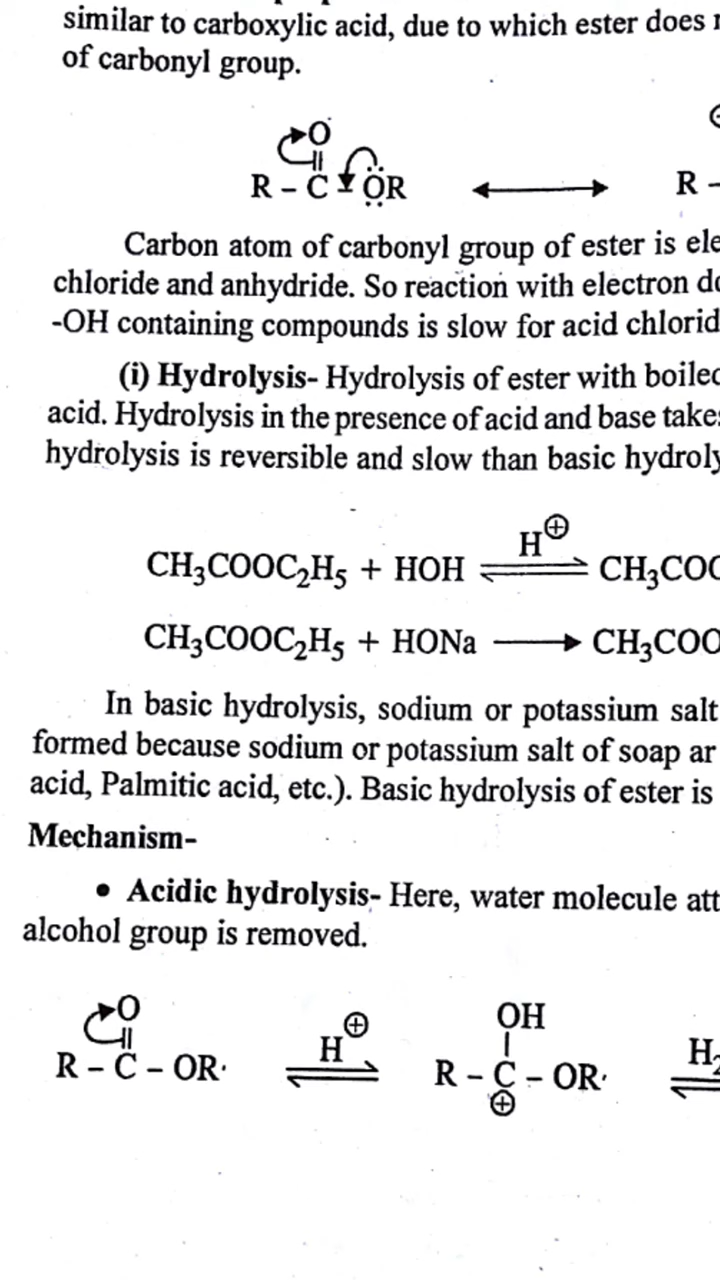 similar to carboxylic acid, due to which ester does
of carbonyl group.
O
R – C ÖR
R –
Carbon atom of carbonyl group of ester is
chloride and anhydride. So reaction with electron
-OH containing compounds is slow for acid
(i) Hydrolysis- Hydrolysis of ester with
acid. Hydrolysis in the presence of acid and base
hydrolysis is reversible and slow than basic
H⊕
CH₃COOC₂H₅ + HOH ⇌
CH₃COOC₂H₅ + HONa ⟶
In basic hydrolysis, sodium or potassium salt
formed because sodium or potassium salt of soap ar
acid, Palmitic acid, etc.). Basic hydrolysis of ester is
Mechanism-
• Acidic hydrolysis- Here, water molecule
alcohol group is removed.
O
R – C – OR· ⇌ H⊕
OH
R – C – OR·
⊕
H₂